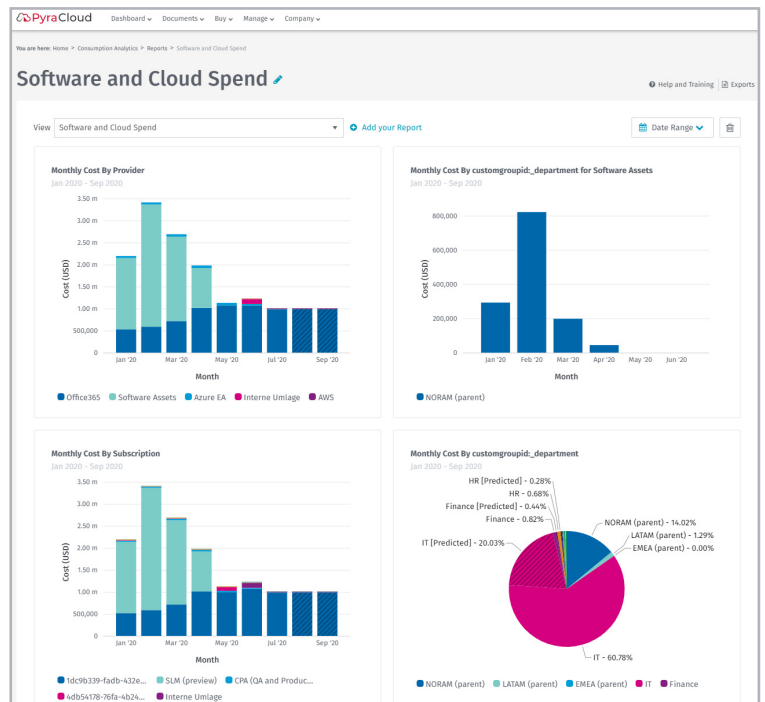 PyraCloud Dashboard Documents Buy Manage Company
You are here: Home > Consumption Analytics > Reports > Software and Cloud Spend
Software and Cloud Spend
Help and Training Exports
View Software and Cloud Spend Add your Report Date Range
Monthly Cost By Provider
Jan 2020 - Sep 2020
3.50 m
3.00 m
2.50 m
2.00 m
1.50 m
1.00 m
500,000
0
Cost (USD)
Jan '20 Mar '20 May '20 Jul '20 Sep '20
Month
Office365 Software Assets Azure EA Interne Umlage AWS
Monthly Cost By customgroupid:_department for Software Assets
Jan 2020 - Sep 2020
800,000
600,000
400,000
200,000
0
Cost (USD)
Jan '20 Feb '20 Mar '20 Apr '20 May '20 Jun '20
Month
NORAM (parent)
Monthly Cost By Subscription
Jan 2020 - Sep 2020
3.50 m
3.00 m
2.50 m
2.00 m
1.50 m
1.00 m
500,000
0
Cost (USD)
Jan '20 Mar '20 May '20 Jul '20 Sep '20
Month
1dc9b339-fadb-432e... SLM (preview) CPA (QA and Produc...
4db54178-76fa-4b24... Interne Umlage
Monthly Cost By customgroupid:_department
Jan 2020 - Sep 2020
HR [Predicted] - 0.28%
HR - 0.68%
Finance [Predicted] - 0.44%
Finance - 0.82%
IT [Predicted] - 20.03%
NORAM (parent) - 14.02%
LATAM (parent) - 1.29%
EMEA (parent) - 0.00%
IT - 60.78%
NORAM (parent) LATAM (parent) EMEA (parent) IT Finance